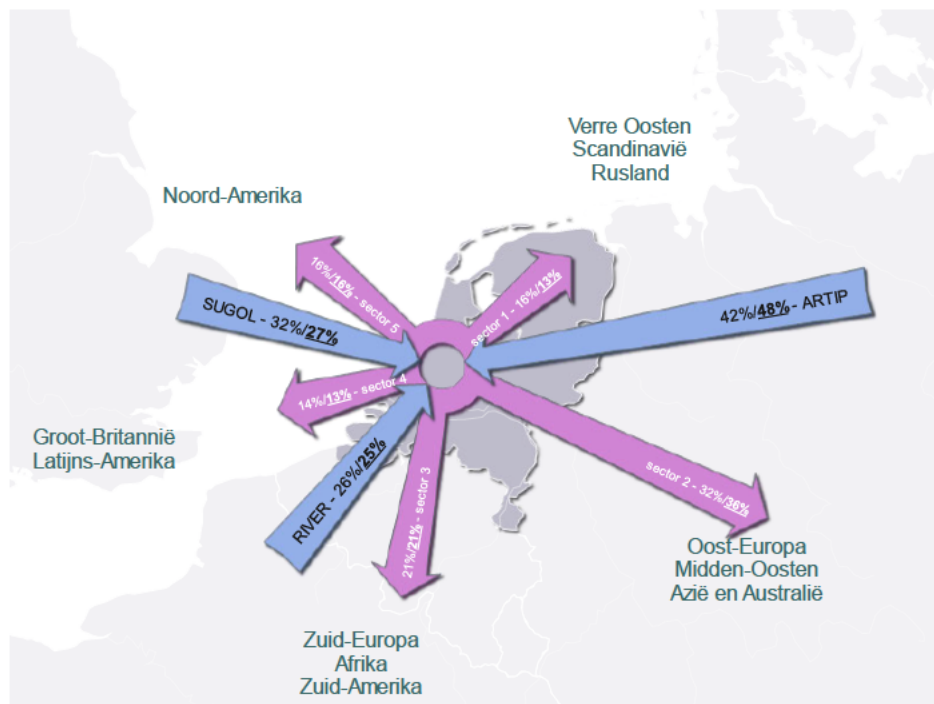 Verre Oosten
Scandinavië
Rusland
Noord-Amerika
16%/16% - sector 5
sector 1 - 16%/13%
SUGOL - 32%/27%
42%/48% - ARTIP
14%/13% - sector 4
Groot-Britannië
Latijns-Amerika
RIVER - 26%/25%
21%/21% - sector 3
sector 2 - 32%/36%
Oost-Europa
Midden-Oosten
Azië en Australië
Zuid-Europa
Afrika
Zuid-Amerika